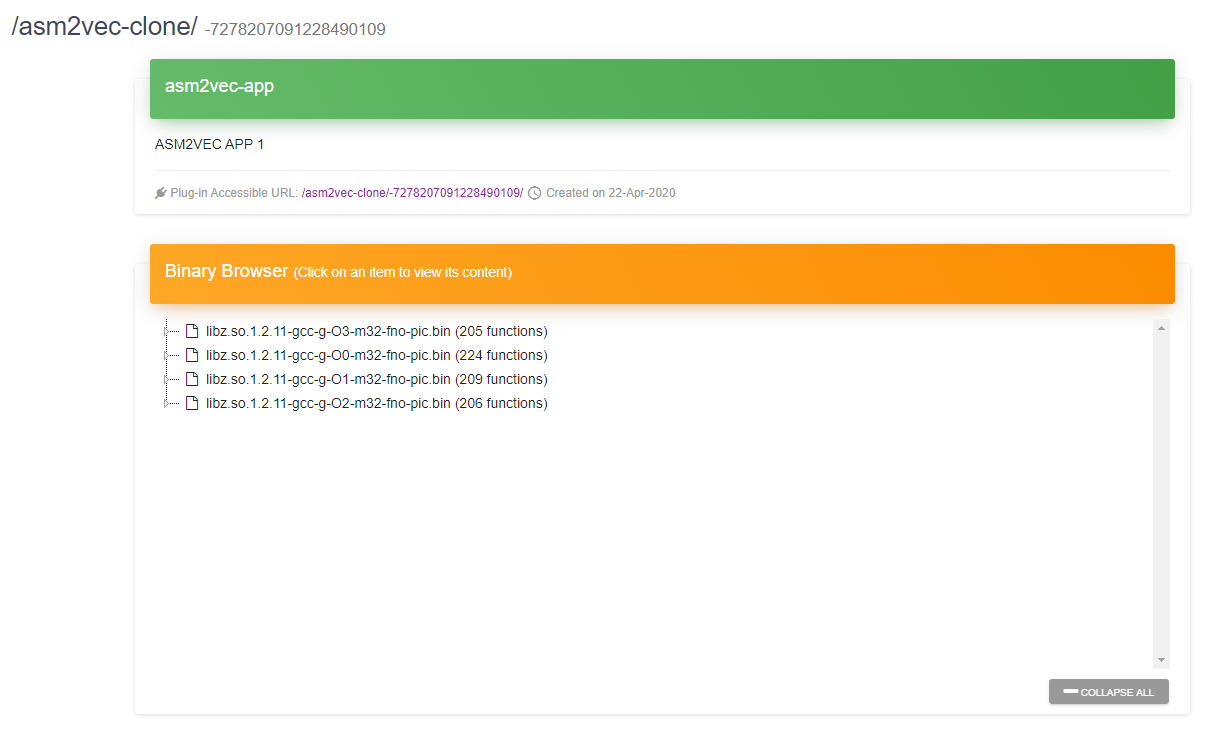 /asm2vec-clone/ -7278207091228490109
asm2vec-app
ASM2VEC APP 1
Plug-in Accessible URL: /asm2vec-clone/-7278207091228490109/ Created on 22-Apr-2020
Binary Browser (Click on an item to view its content)
libz.so.1.2.11-gcc-g-O3-m32-fno-pic.bin (205 functions)
libz.so.1.2.11-gcc-g-O0-m32-fno-pic.bin (224 functions)
libz.so.1.2.11-gcc-g-O1-m32-fno-pic.bin (209 functions)
libz.so.1.2.11-gcc-g-O2-m32-fno-pic.bin (206 functions)
COLLAPSE ALL